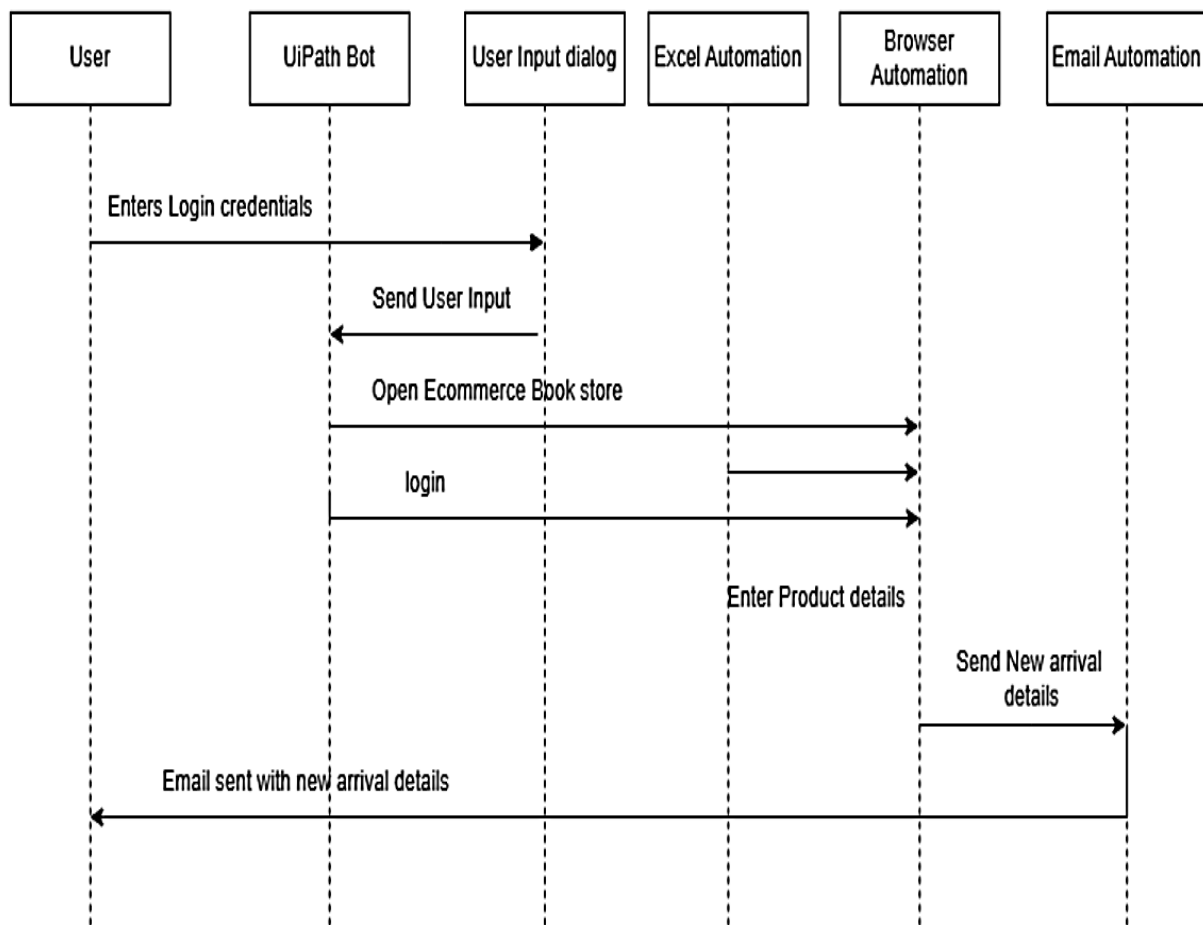 User
UiPath Bot
User Input dialog
Excel Automation
Browser
Automation
Email Automation
Enters Login credentials
Send User Input
Open Ecommerce Book store
login
Enter Product details
Send New arrival
details
Email sent with new arrival details